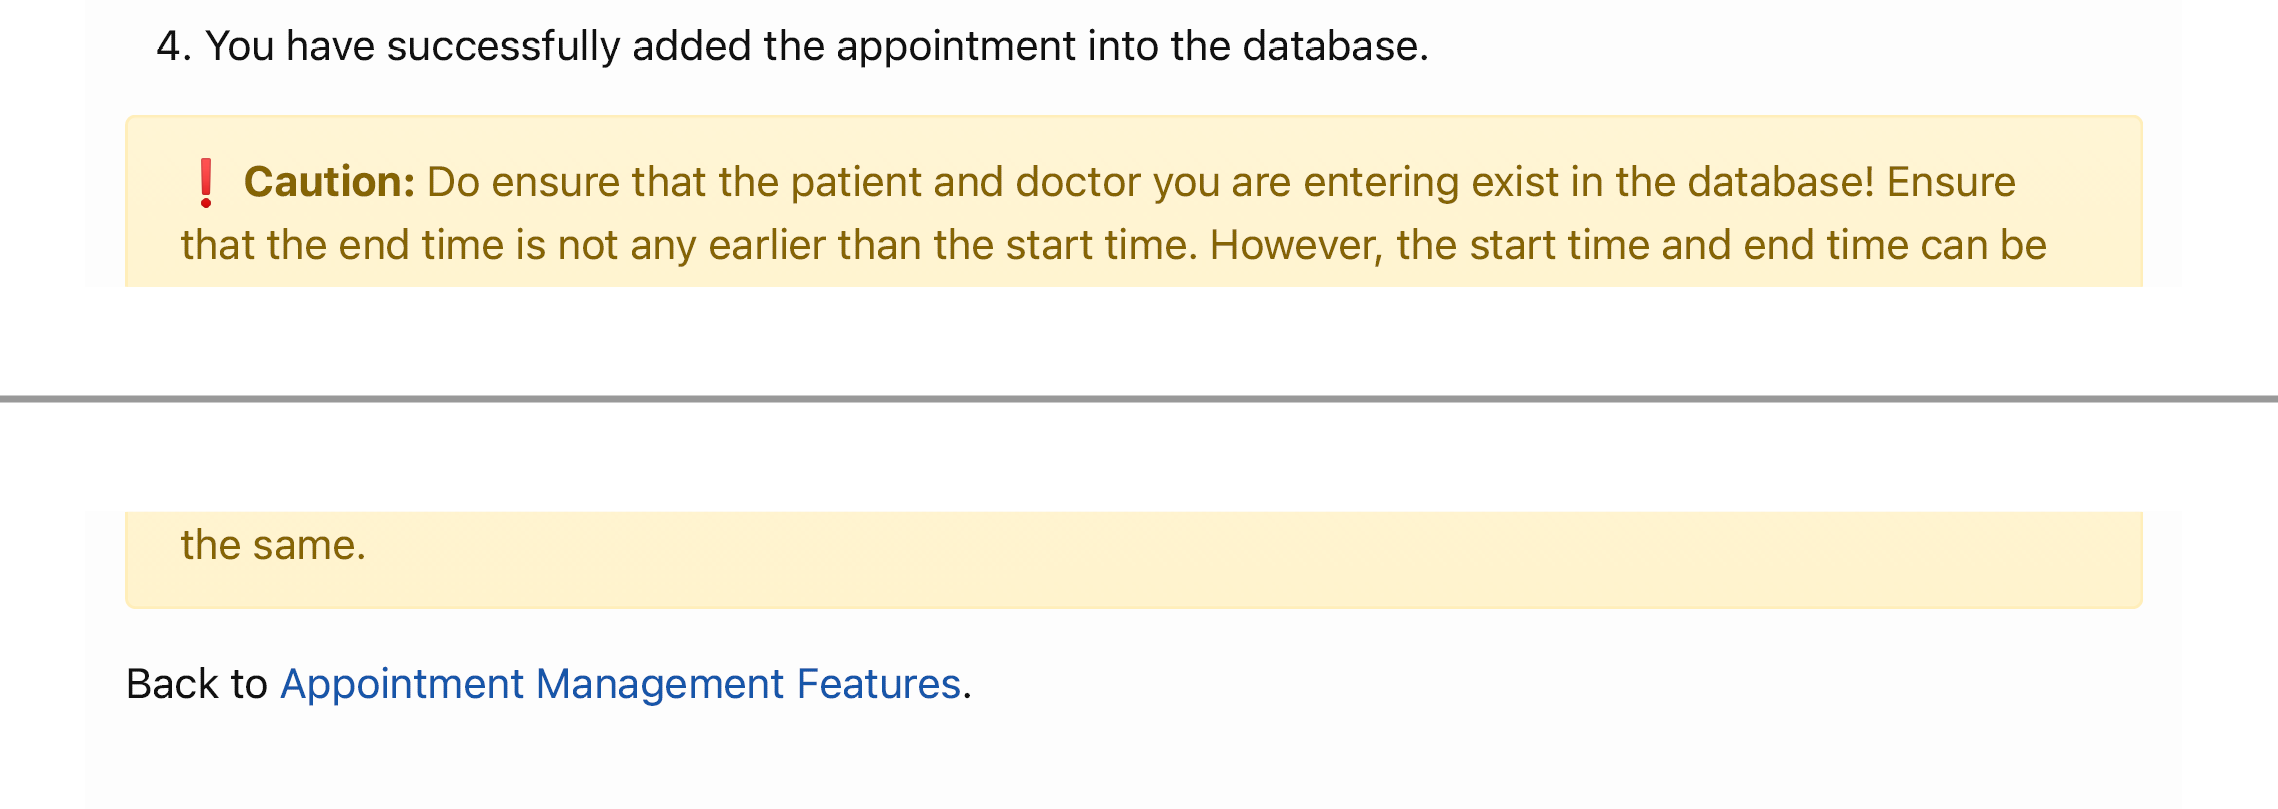 4. You have successfully added the appointment into the database.
❗ Caution: Do ensure that the patient and doctor you are entering exist in the database! Ensure
that the end time is not any earlier than the start time. However, the start time and end time can be
the same.
Back to Appointment Management Features.